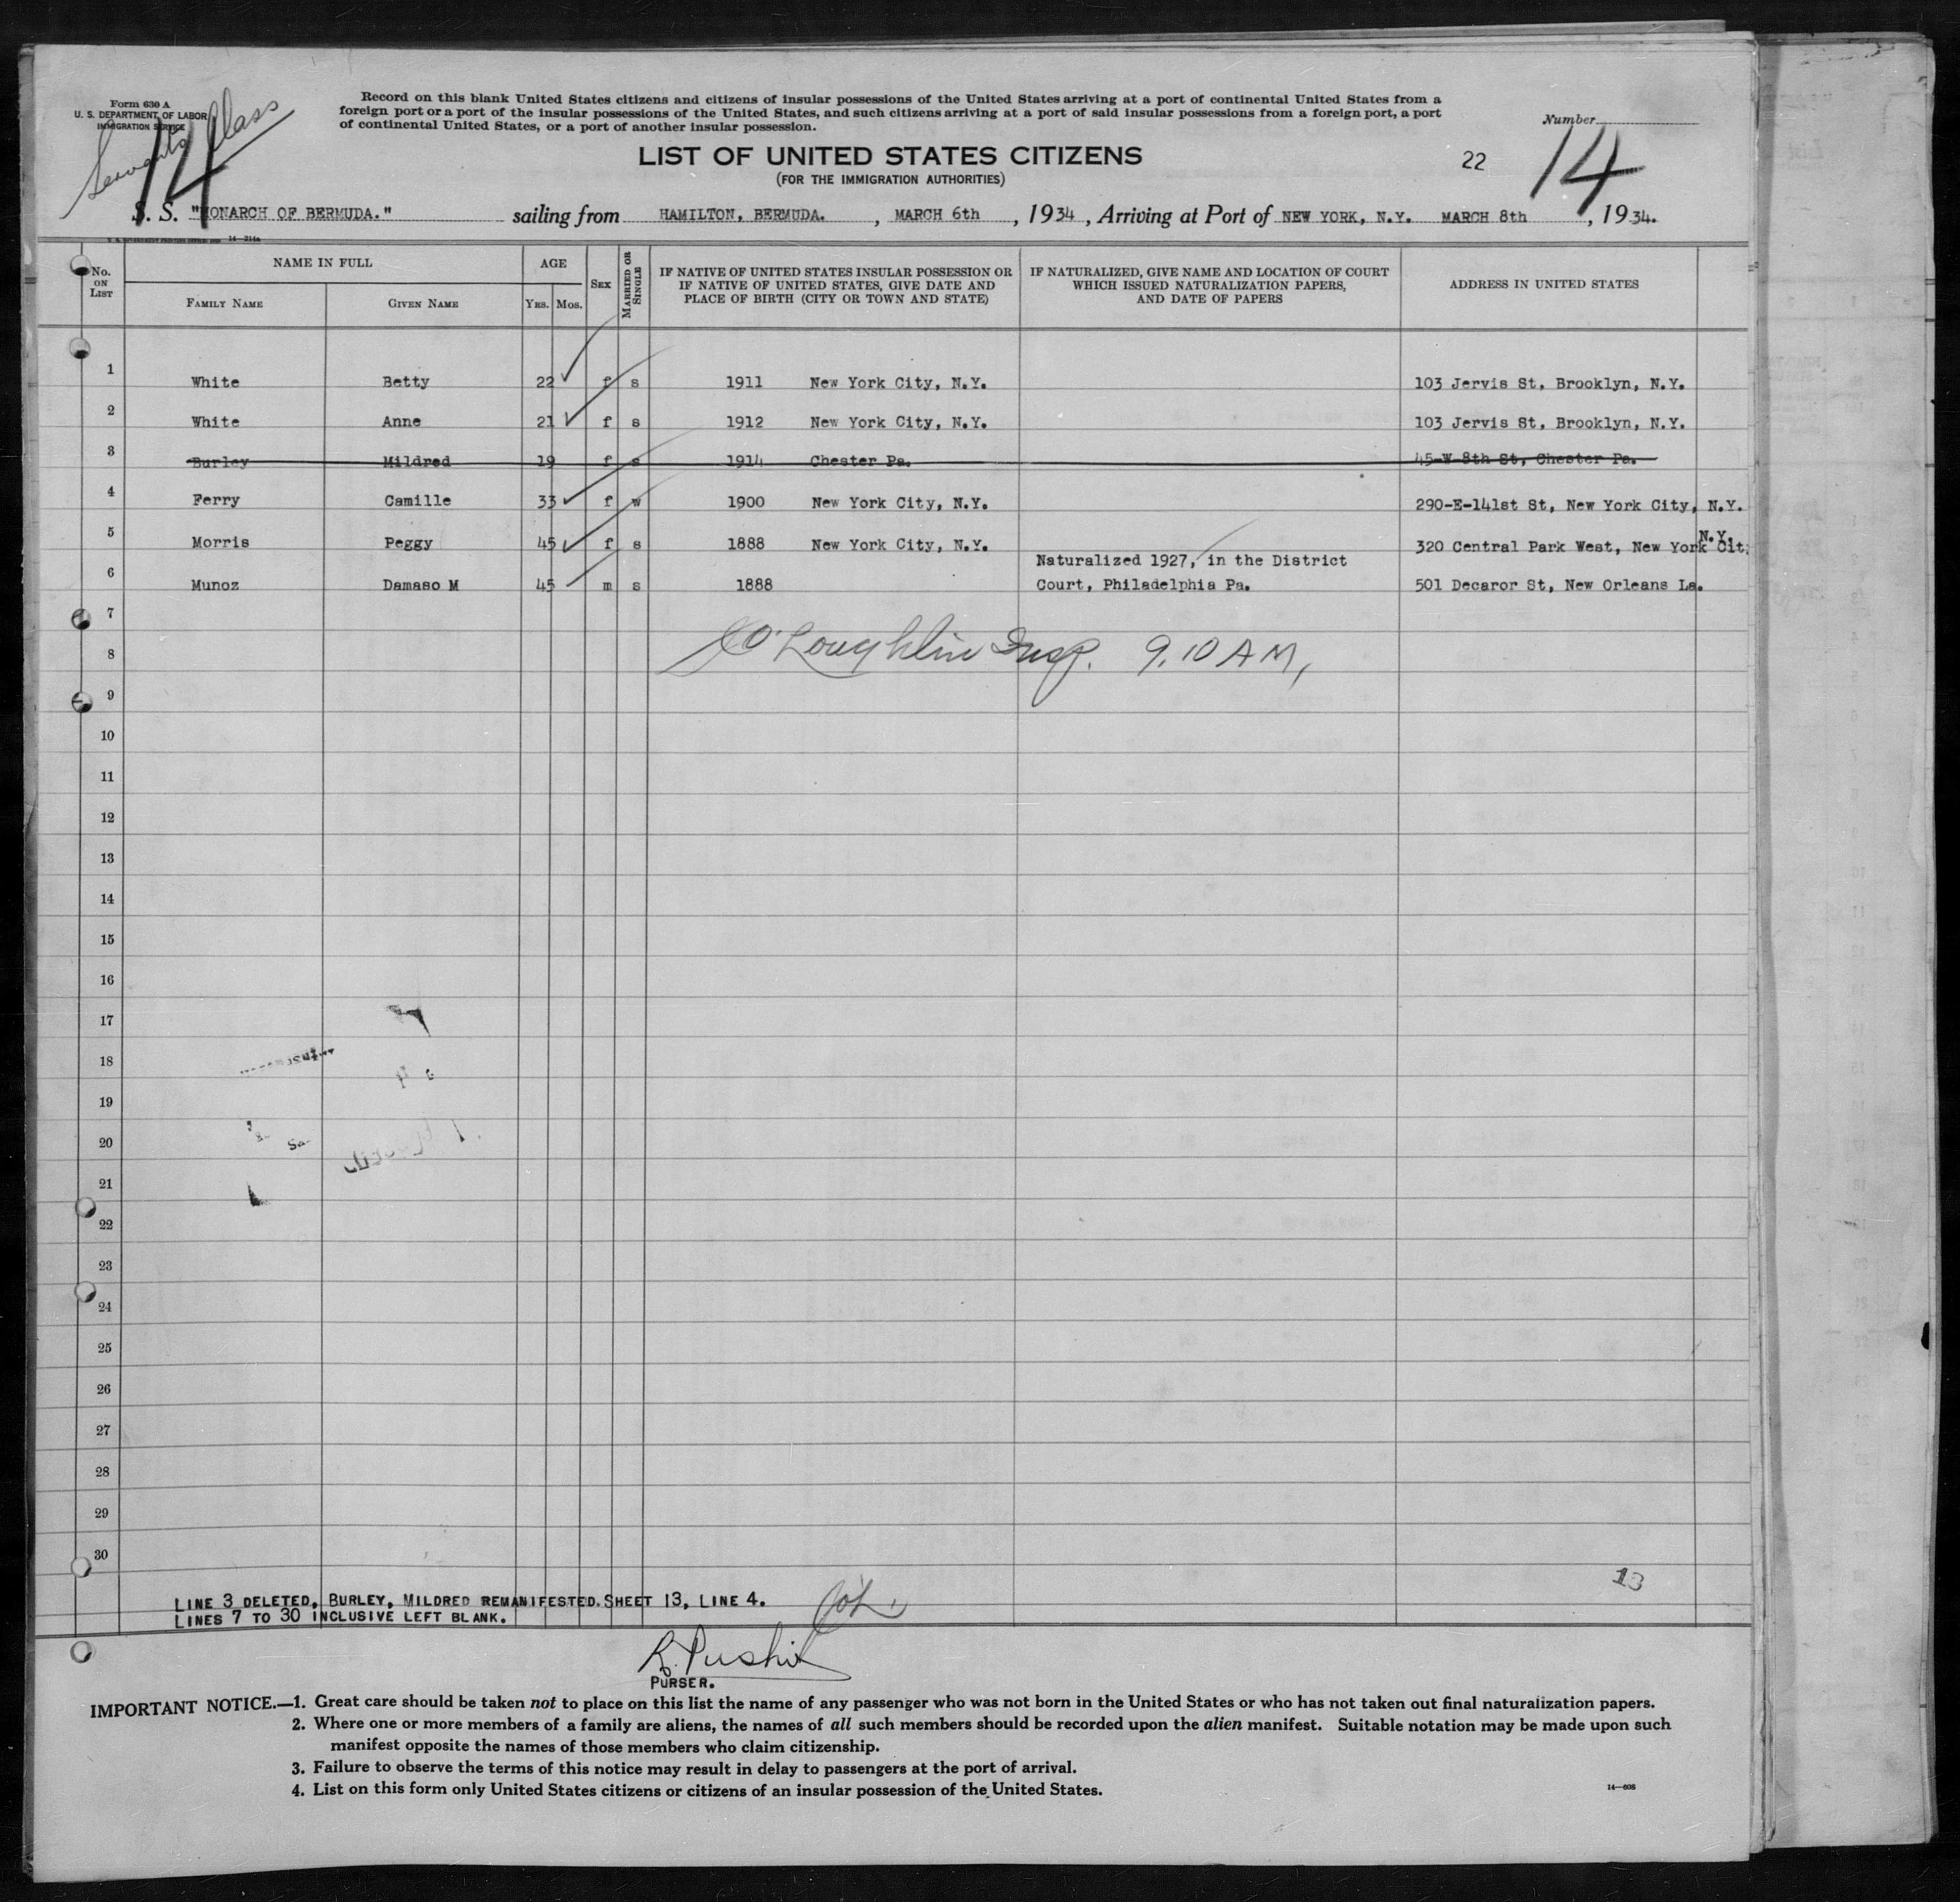 Form 630 A
U. S. DEPARTMENT OF LABOR
IMMIGRATION SERVICE
Servants Class
14
Record on this blank United States citizens and citizens of insular possessions of the United States arriving at a port of continental United States from a
foreign port or a port of the insular possessions of the United States, and such citizens arriving at a port of said insular possessions from a foreign port, a port
of continental United States, or a port of another insular possession.
Number
LIST OF UNITED STATES CITIZENS
(FOR THE IMMIGRATION AUTHORITIES)
22
14
S. S. "MONARCH OF BERMUDA." sailing from HAMILTON, BERMUDA. , MARCH 6th , 1934 , Arriving at Port of NEW YORK, N.Y. MARCH 8th , 1934.
No. ON LIST
NAME IN FULL
FAMILY NAME GIVEN NAME
AGE
YRS. MOS.
SEX
MARRIED OR SINGLE
IF NATIVE OF UNITED STATES INSULAR POSSESSION OR
IF NATIVE OF UNITED STATES, GIVE DATE AND
PLACE OF BIRTH (CITY OR TOWN AND STATE)
IF NATURALIZED, GIVE NAME AND LOCATION OF COURT
WHICH ISSUED NATURALIZATION PAPERS,
AND DATE OF PAPERS
ADDRESS IN UNITED STATES
1 White Betty 22 f s 1911 New York City, N.Y. 103 Jervis St, Brooklyn, N.Y.
2 White Anne 21 f s 1912 New York City, N.Y. 103 Jervis St, Brooklyn, N.Y.
3 Burley Mildred 19 f s 1914 Chester Pa. 45-W-8th St, Chester Pa.
4 Ferry Camille 33 f w 1900 New York City, N.Y. 290-E-141st St, New York City, N.Y.
5 Morris Peggy 45 f s 1888 New York City, N.Y. 320 Central Park West, New York Cit. N.Y.
Naturalized 1927, in the District
6 Munoz Damaso M 45 m s 1888 Court, Philadelphia Pa. 501 Decaror St, New Orleans La.
7
8 O'Loughlin Insp. 9.10 AM,
9
10
11
12
13
14
15
16
17
18
19
20
21
22
23
24
25
26
27
28
29
30
13
LINE 3 DELETED, BURLEY, MILDRED REMANIFESTED. SHEET 13, LINE 4.
LINES 7 TO 30 INCLUSIVE LEFT BLANK.
PURSER.
IMPORTANT NOTICE.—1. Great care should be taken not to place on this list the name of any passenger who was not born in the United States or who has not taken out final naturalization papers.
2. Where one or more members of a family are aliens, the names of all such members should be recorded upon the alien manifest. Suitable notation may be made upon such
manifest opposite the names of those members who claim citizenship.
3. Failure to observe the terms of this notice may result in delay to passengers at the port of arrival.
4. List on this form only United States citizens or citizens of an insular possession of the United States.
14—608